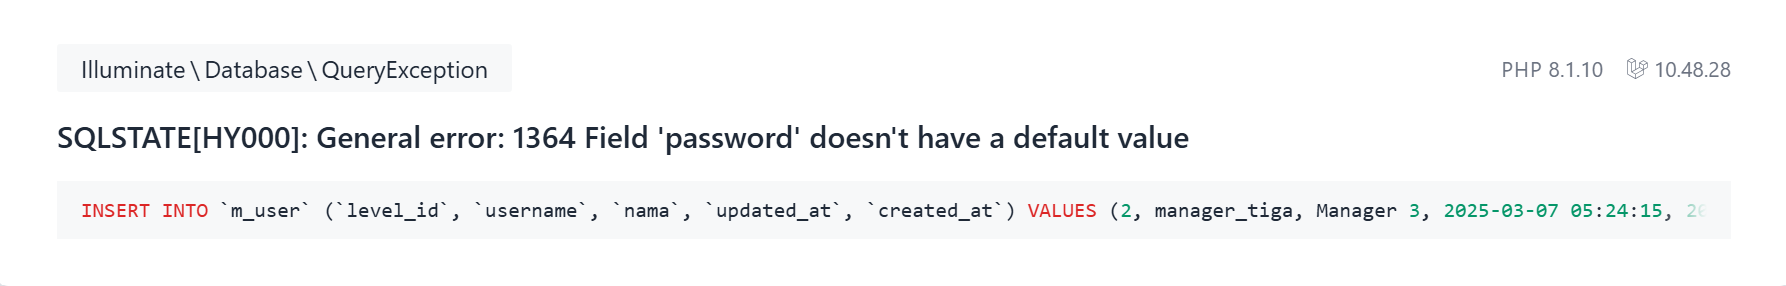 Illuminate\Database\QueryException
PHP 8.1.10 10.48.28
SQLSTATE[HY000]: General error: 1364 Field 'password' doesn't have a default value
INSERT INTO `m_user` (`level_id`, `username`, `nama`, `updated_at`, `created_at`) VALUES (2, manager_tiga, Manager 3, 2025-03-07 05:24:15, 20